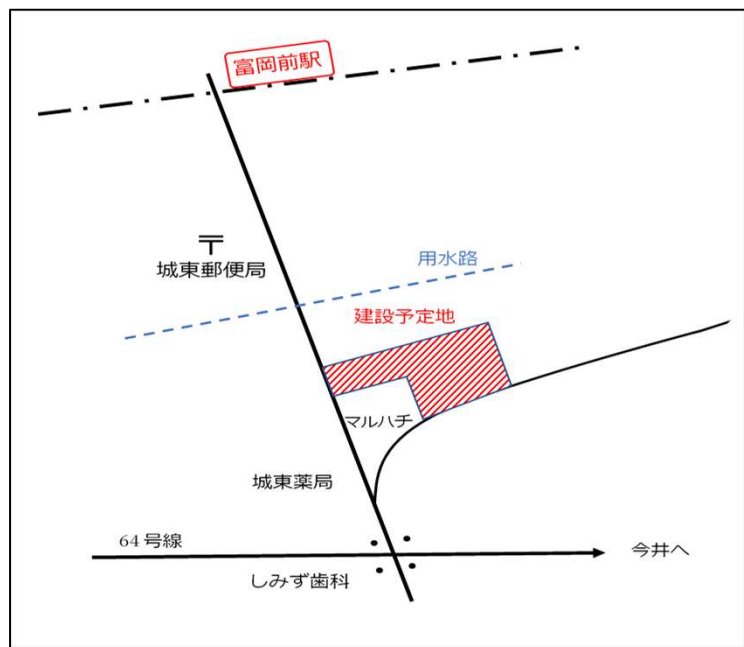 富岡前駅
〒
城東郵便局
用水路
建設予定地
マルハチ
城東薬局
64号線
今井へ
しみず歯科